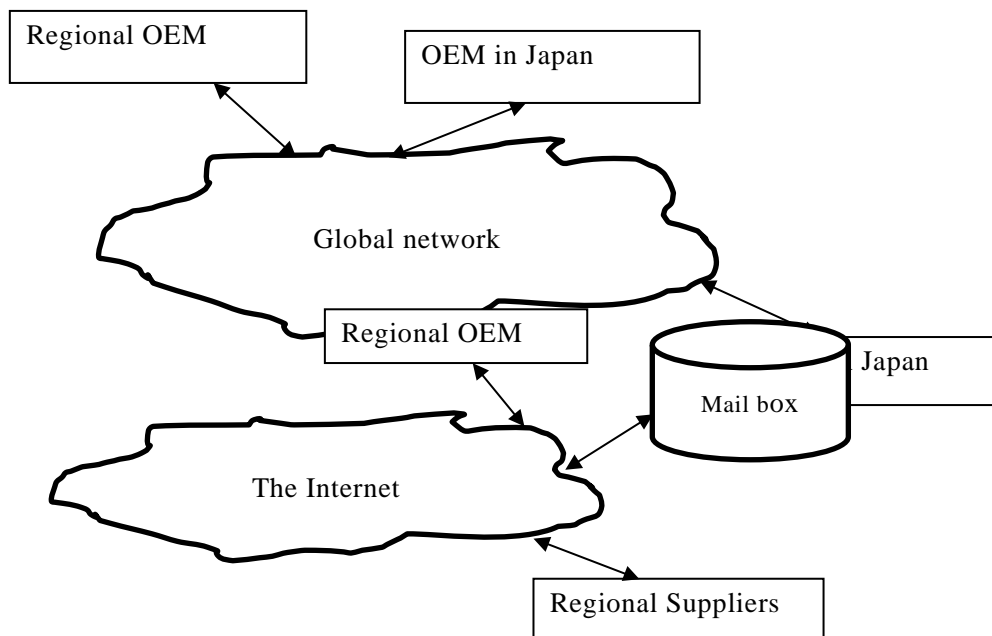 Regional OEM
OEM in Japan
Global network
Regional OEM
Japan
Mail box
The Internet
Regional Suppliers